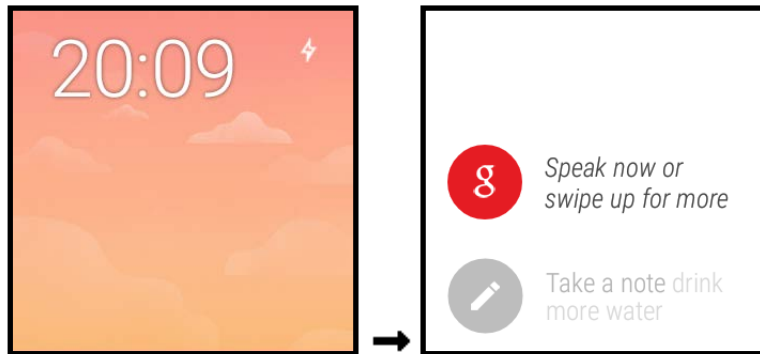 20:09
g
Speak now or
swipe up for more
Take a note drink
more water